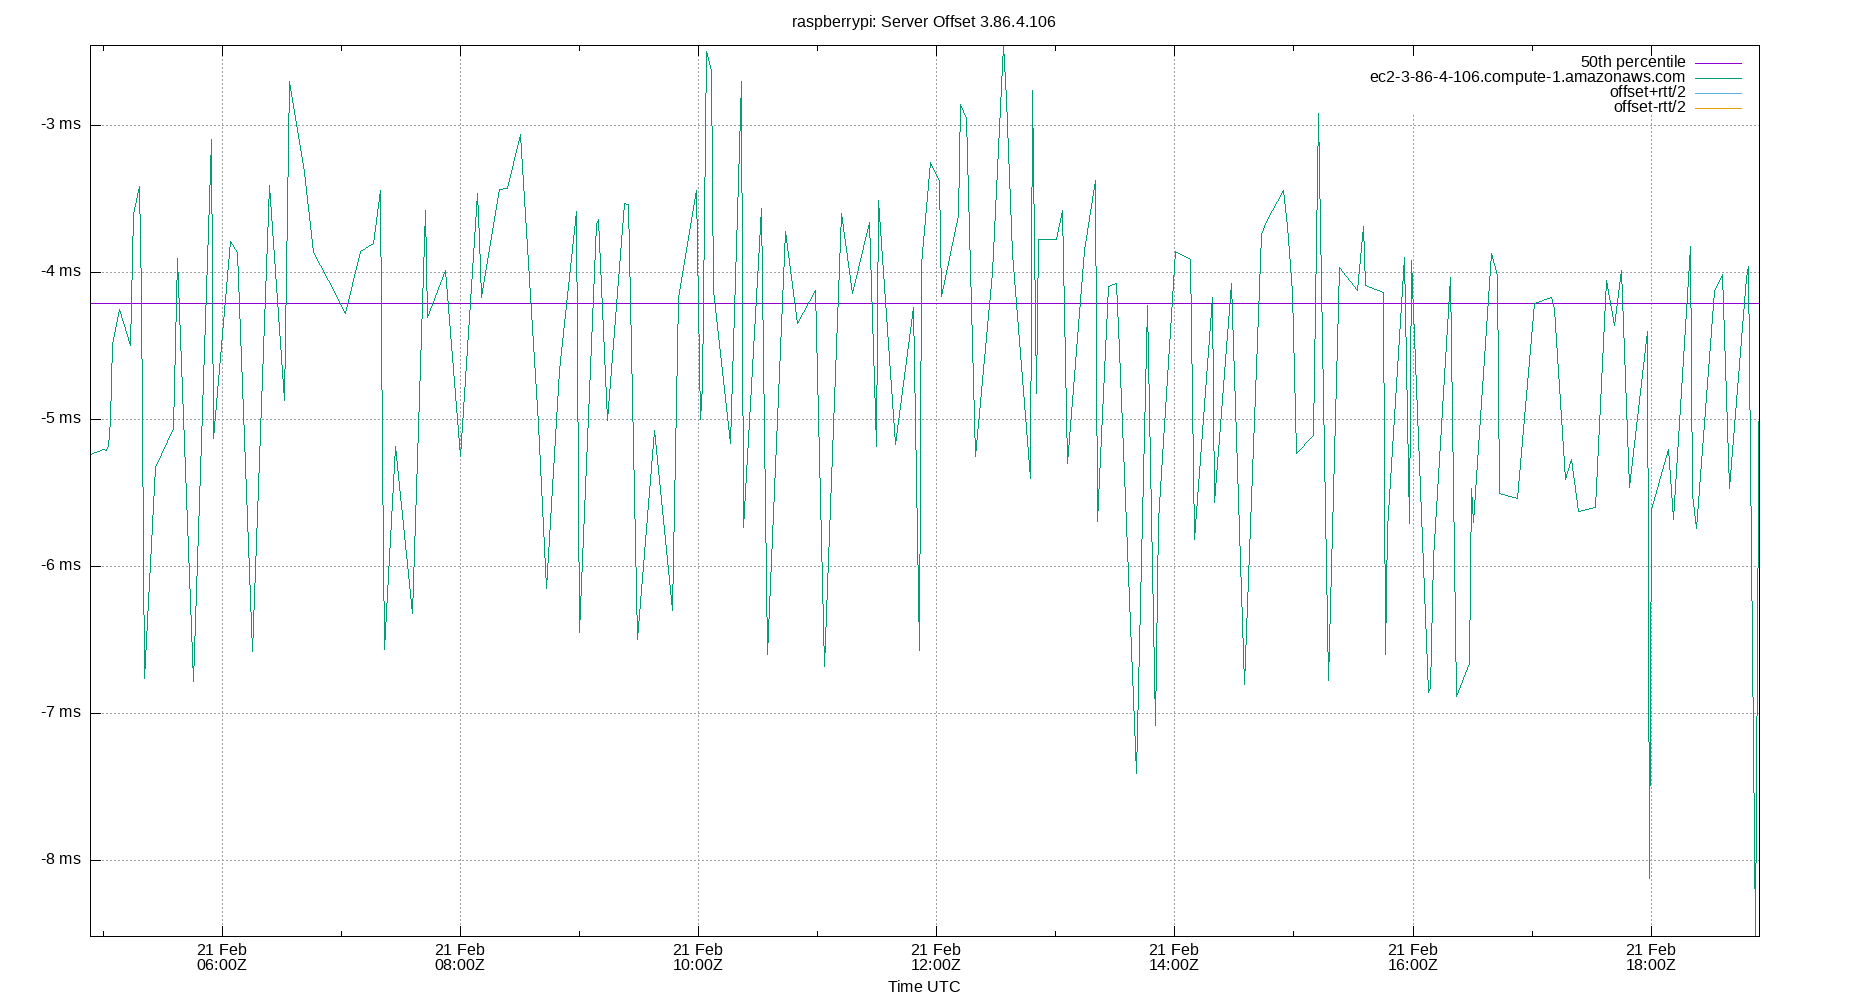 raspberrypi: Server Offset 3.86.4.106
50th percentile
ec2-3-86-4-106.compute-1.amazonaws.com
offset+rtt/2
offset-rtt/2
-3 ms
-4 ms
-5 ms
-6 ms
-7 ms
-8 ms
21 Feb 21 Feb 21 Feb 21 Feb 21 Feb 21 Feb 21 Feb
06:00Z 08:00Z 10:00Z 12:00Z 14:00Z 16:00Z 18:00Z
Time UTC